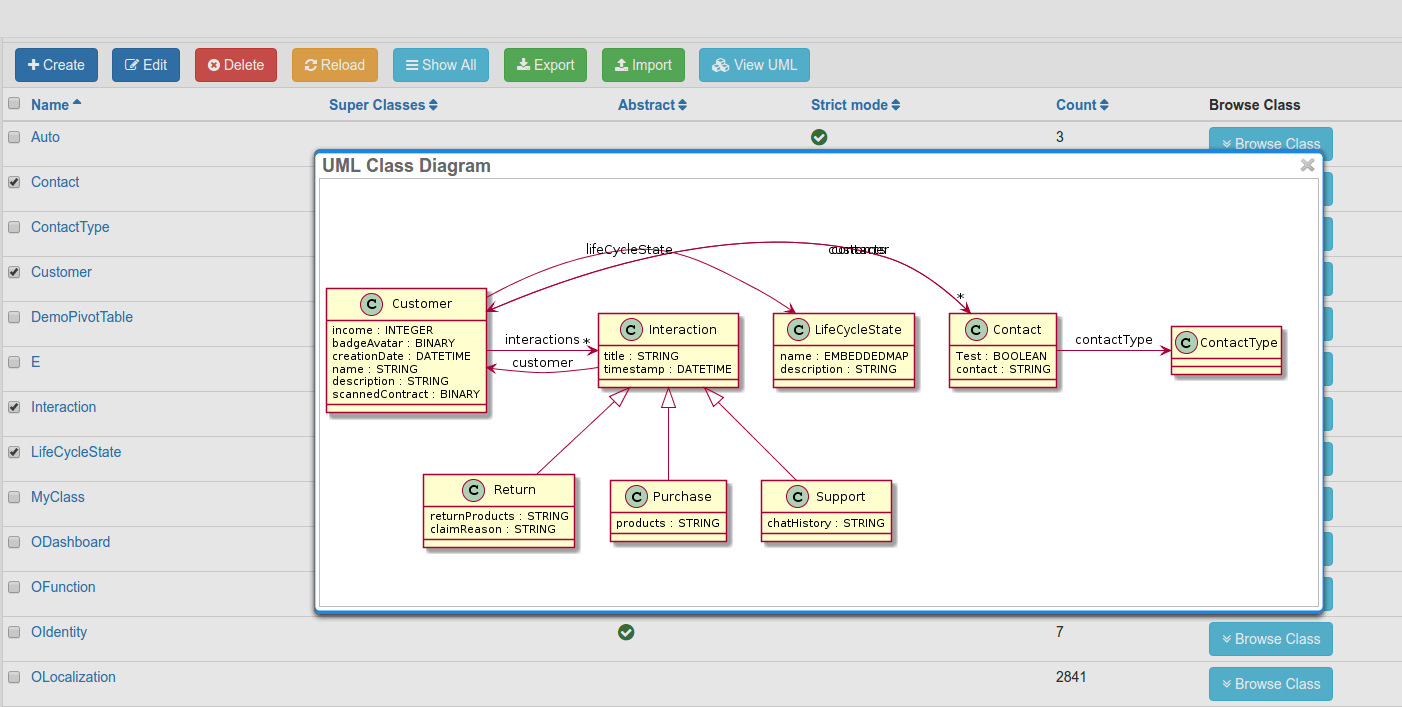 Create Edit Delete Reload Show All Export Import View UML
Name Super Classes Abstract Strict mode Count Browse Class
Auto 3 Browse Class
UML Class Diagram
Contact
ContactType
Customer
DemoPivotTable
E
Interaction
LifeCycleState
MyClass
ODashboard
OFunction
OIdentity 7 Browse Class
OLocalization 2841 Browse Class
lifeCycleState
*
C Customer
income : INTEGER
badgeAvatar : BINARY
creationDate : DATETIME
name : STRING
description : STRING
scannedContract : BINARY
interactions *
customer
C Interaction
title : STRING
timestamp : DATETIME
C LifeCycleState
name : EMBEDDEDMAP
description : STRING
C Contact
Test : BOOLEAN
contact : STRING
contactType
C ContactType
C Return
returnProducts : STRING
claimReason : STRING
C Purchase
products : STRING
C Support
chatHistory : STRING